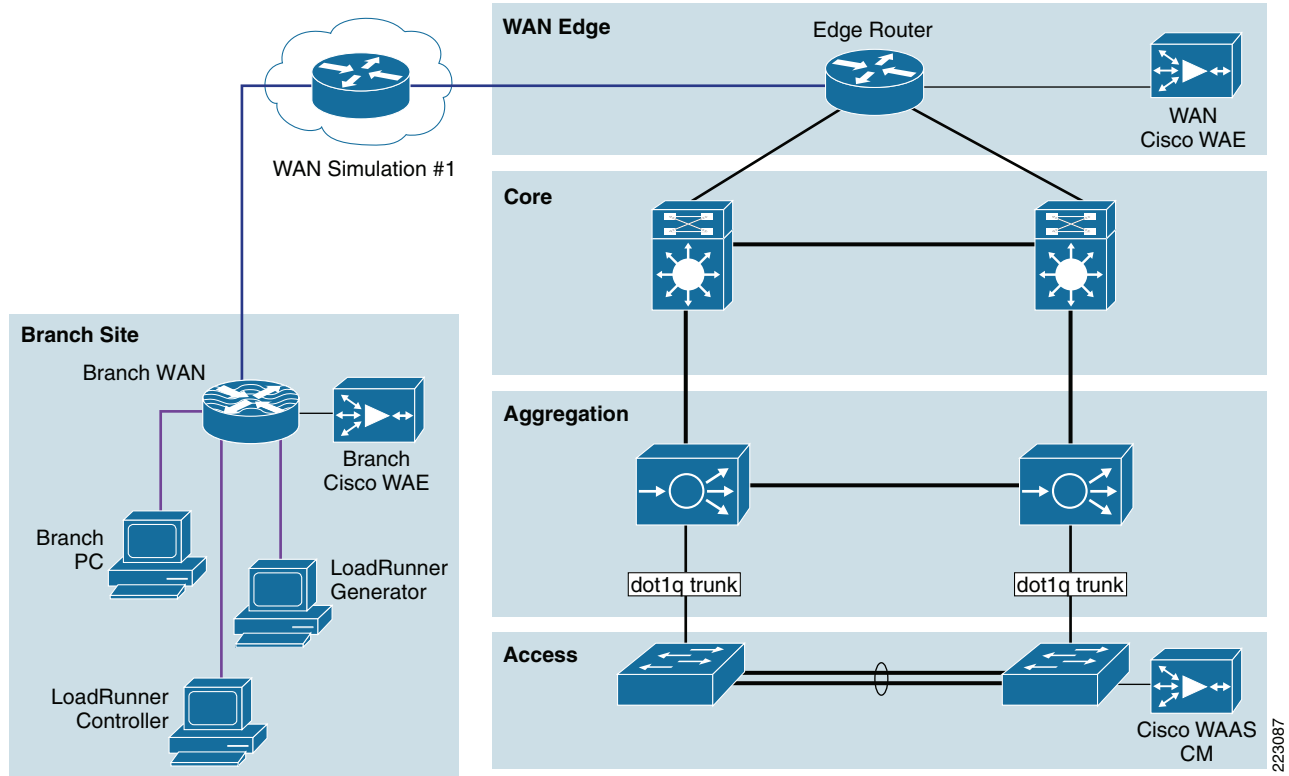 WAN Edge
Edge Router
WAN
Cisco WAE
WAN Simulation #1
Core
Branch Site
Branch WAN
Branch
Cisco WAE
Branch
PC
LoadRunner
Generator
LoadRunner
Controller
Aggregation
dot1q trunk
dot1q trunk
Access
Cisco WAAS
CM
223087